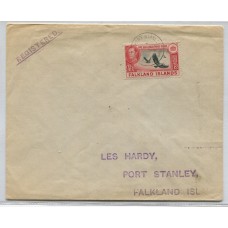 FALKLAND ISLANDS
LES HARDY,
PORT STANLEY,
FALKLAND ISL